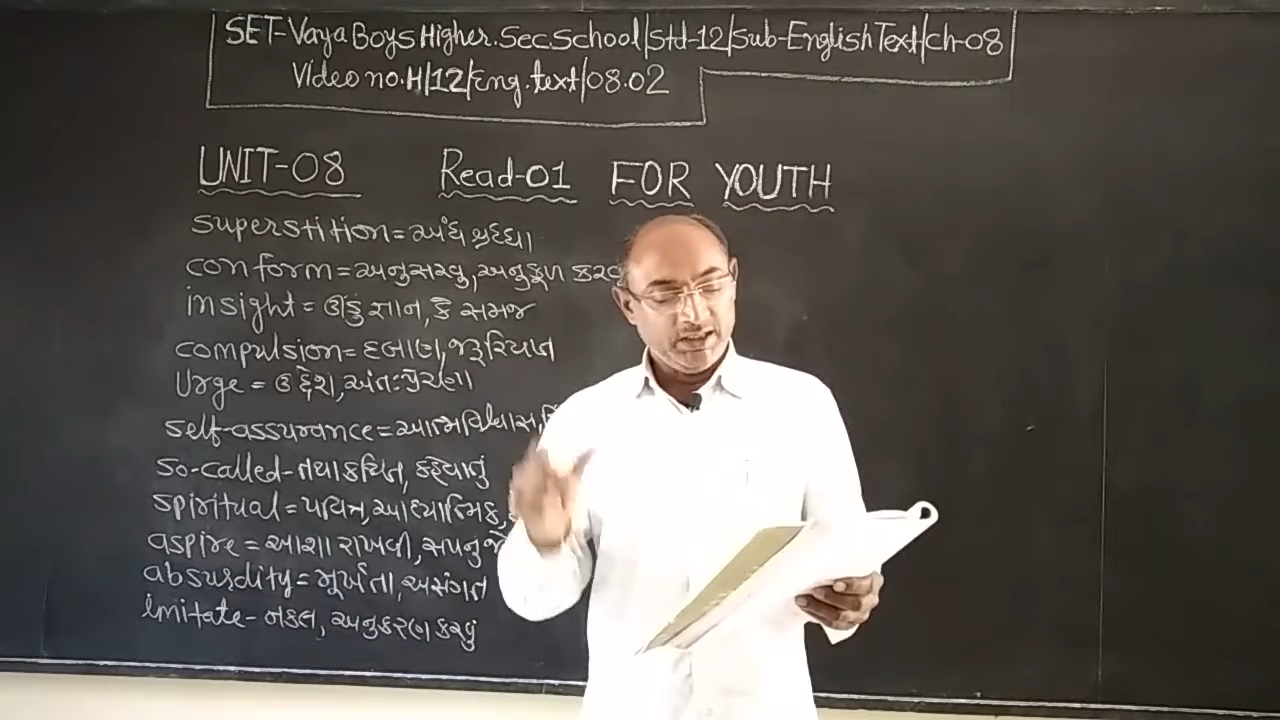 SET-Vaya Boys Higher.Sec.School/Std-12/Sub-English Text/Ch-08
Video no.H/12/Eng.text/08.02
UNIT-08 Read-01 FOR YOUTH
superstition=અંધ શ્રદ્ધા
conform=અનુસરવુ,અનુકૂળ કરવુ
insight=ઊંડુ જ્ઞાન, કે સમજ
compulsion=દબાણ,જરૂરિયાત
Urge=ઉદ્દેશ,અંતઃપ્રેરણા
self-assurance=આત્મવિશ્વાસ,
so-called-તથાકથિત, કહેવાનું
spiritual=પવિત્ર,આધ્યાત્મિક,
aspire=આશા રાખવી,સપનું
absurdity=મૂર્ખતા,અસંગત
imitate-નકલ, અનુકરણ કરવું